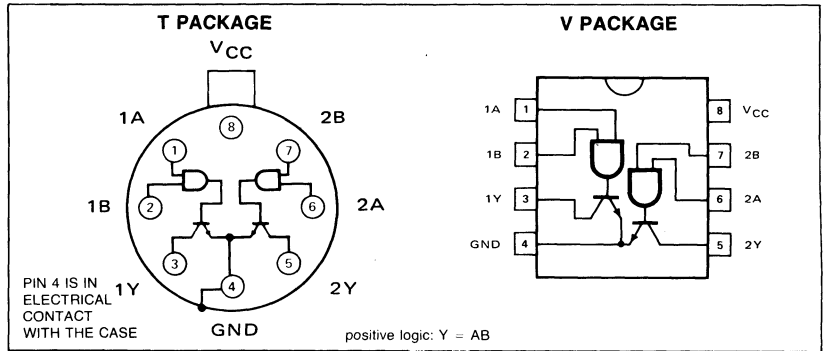 T PACKAGE
VCC
1A
2B
8
1
7
1B
2
6
2A
3
5
4
1Y
2Y
PIN 4 IS IN
ELECTRICAL
CONTACT
WITH THE CASE
GND
V PACKAGE
1A 1
8 VCC
1B 2
7 2B
1Y 3
6 2A
GND 4
5 2Y
positive logic: Y = AB